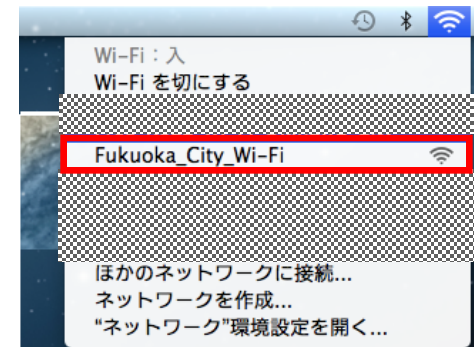 Wi-Fi：入
Wi-Fi を切にする
Fukuoka_City_Wi-Fi
ほかのネットワークに接続...
ネットワークを作成...
“ネットワーク”環境設定を開く...